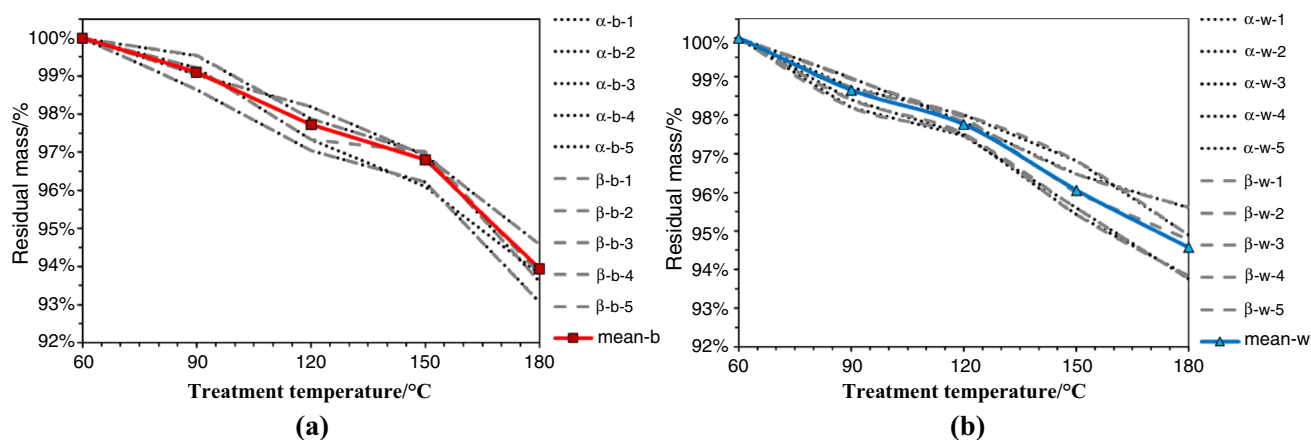 100%
99%
98%
97%
96%
95%
94%
93%
92%
Residual mass/%
60
90
120
150
180
Treatment temperature/°C
α-b-1
α-b-2
α-b-3
α-b-4
α-b-5
β-b-1
β-b-2
β-b-3
β-b-4
β-b-5
mean-b
(a)
100%
99%
98%
97%
96%
95%
94%
93%
92%
Residual mass/%
60
90
120
150
180
Treatment temperature/°C
α-w-1
α-w-2
α-w-3
α-w-4
α-w-5
β-w-1
β-w-2
β-w-3
β-w-4
β-w-5
mean-w
(b)